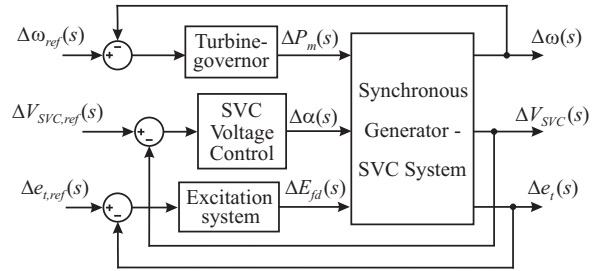 Δω_ref(s)
Turbine-
governor
ΔP_m(s)
Δω(s)
ΔV_SVC,ref(s)
SVC
Voltage
Control
Δα(s)
Synchronous
Generator -
SVC System
ΔV_SVC(s)
Δe_t,ref(s)
Excitation
system
ΔE_fd(s)
Δe_t(s)